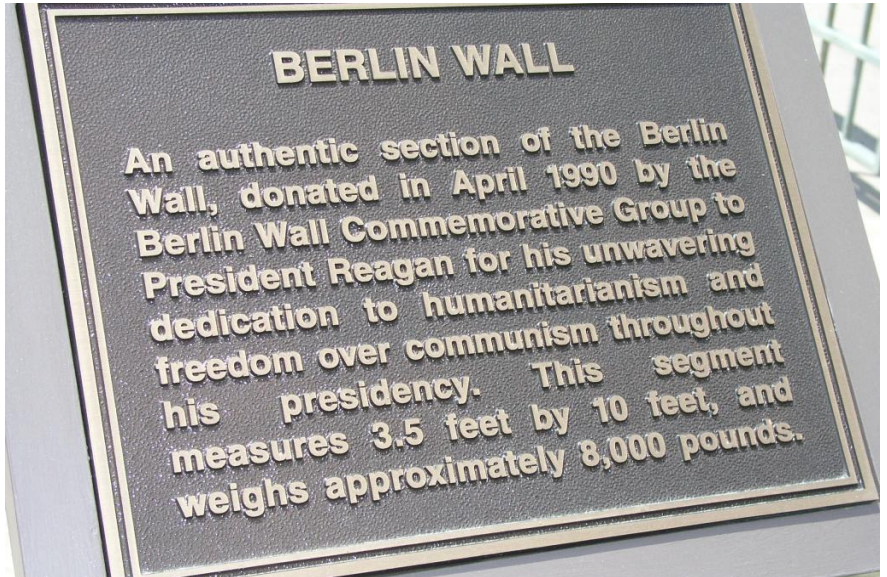 BERLIN WALL
An authentic section of the Berlin
Wall, donated in April 1990 by the
Berlin Wall Commemorative Group to
President Reagan for his unwavering
dedication to humanitarianism and
freedom over communism throughout
his presidency. This segment
measures 3.5 feet by 10 feet, and
weighs approximately 8,000 pounds.